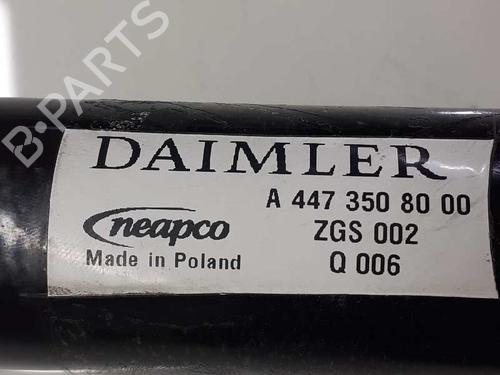 B-PARTS
DAIMLER
A 447 350 80 00
neapco
ZGS 002
Made in Poland
Q 006